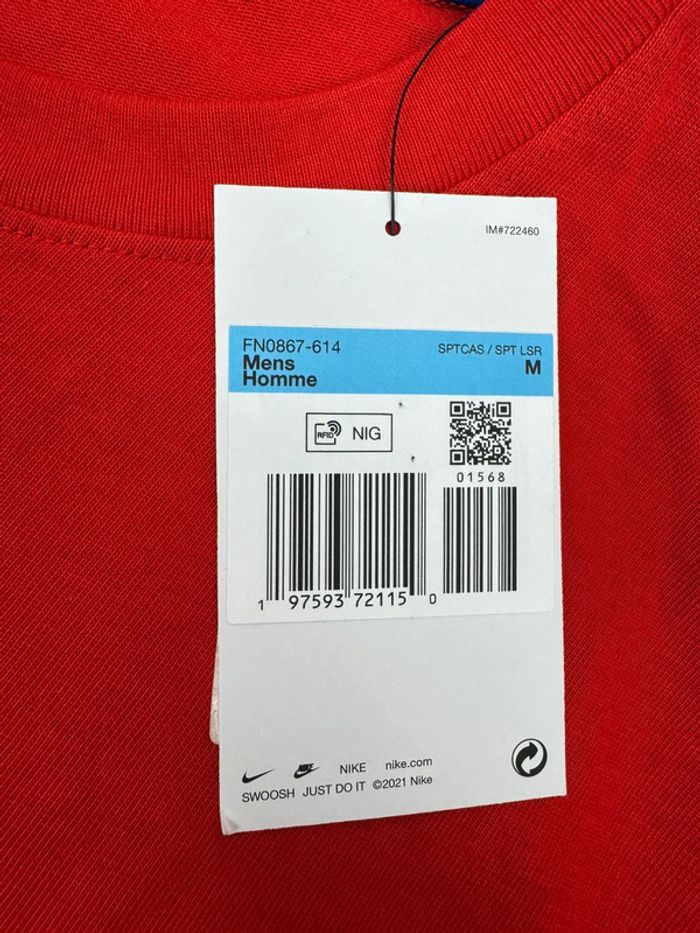 IM#722460
FN0867-614
SPTCAS / SPT LSR
Mens
M
Homme
RFID NIG
01568
1 97593 72115 0
NIKE nike.com
SWOOSH JUST DO IT ©2021 Nike